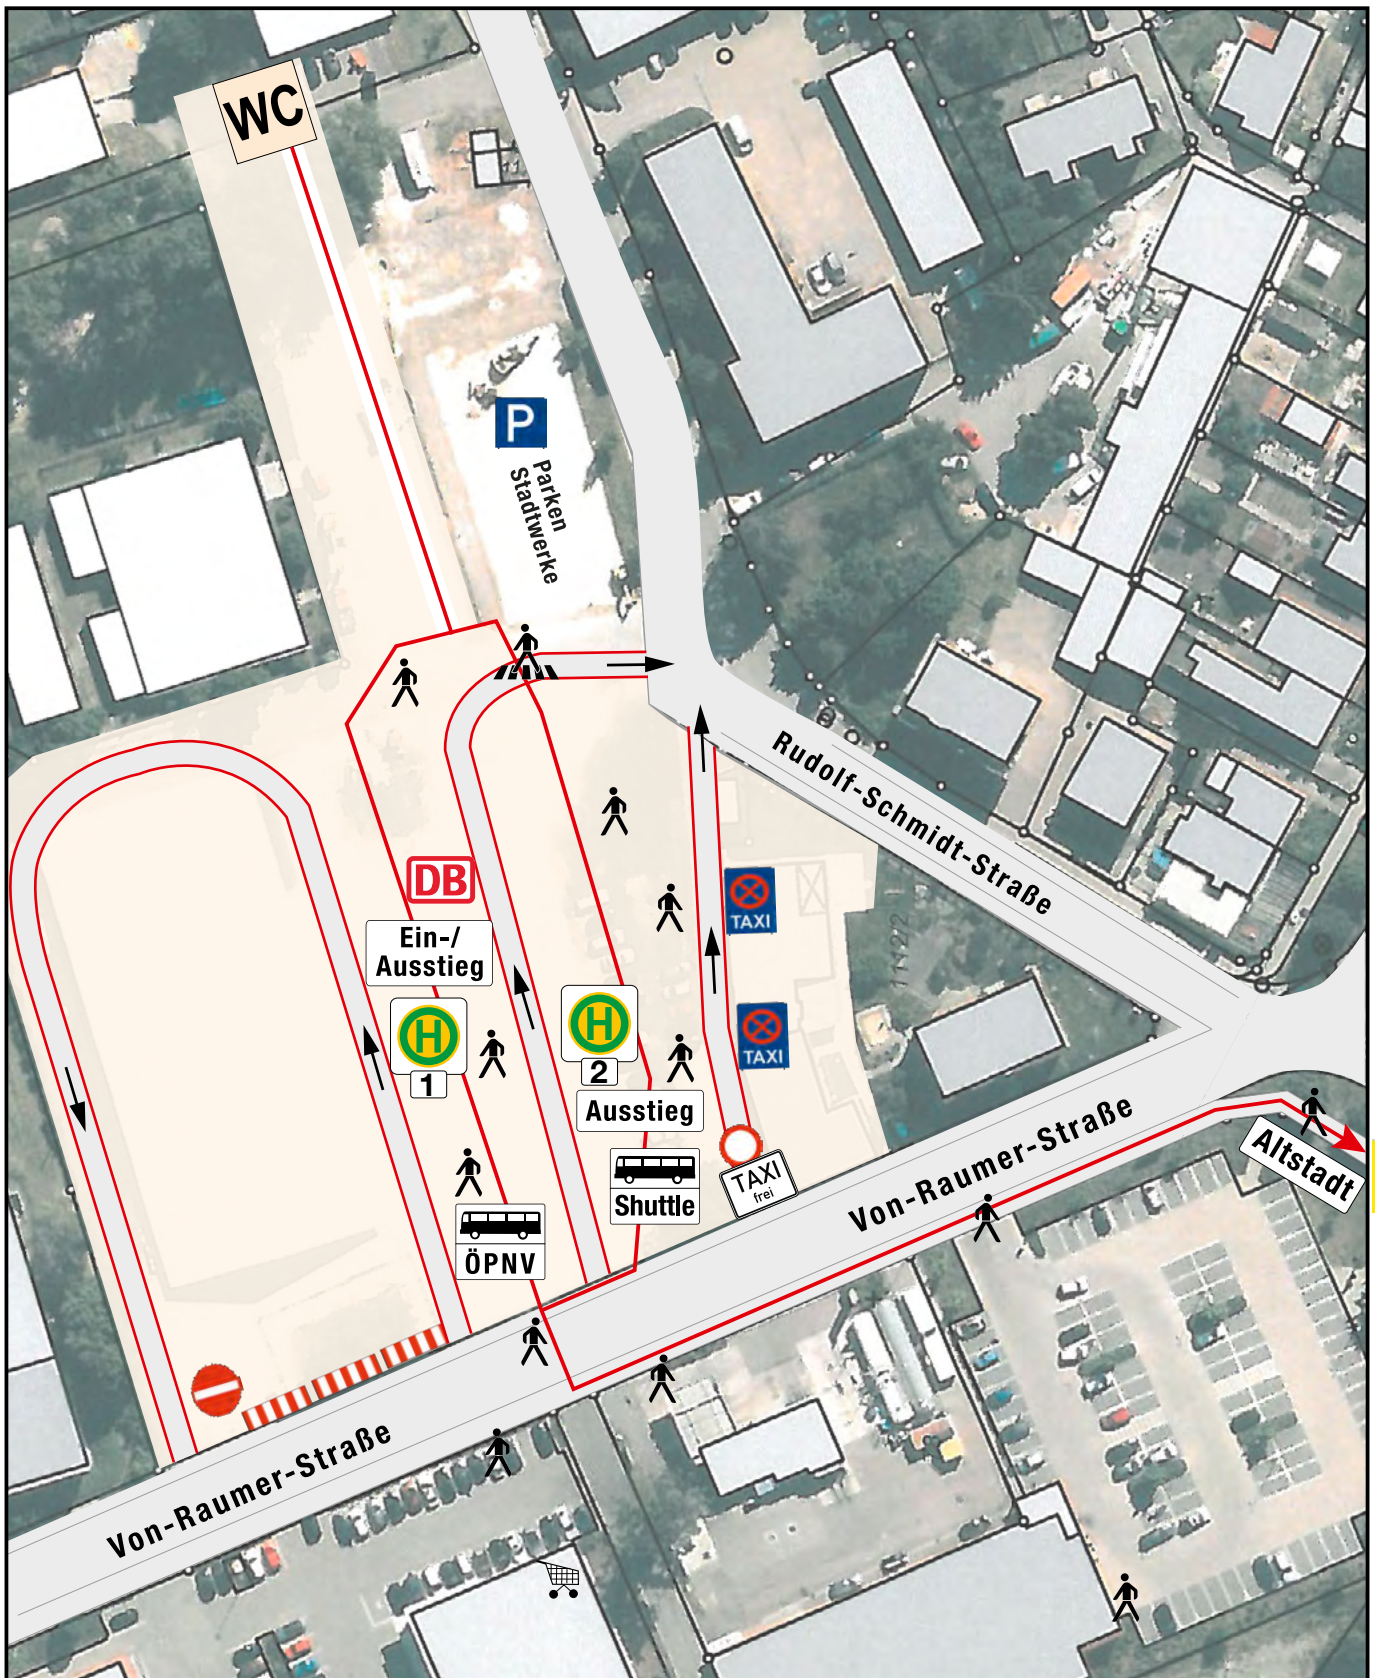 WC
P
Parken
Stadtwerke
Rudolf-Schmidt-Straße
DB
TAXI
Ein-/
Ausstieg
H
1
H
2
TAXI
Ausstieg
Altstadt
Von-Raumer-Straße
TAXI
frei
Shuttle
ÖPNV
Von-Raumer-Straße